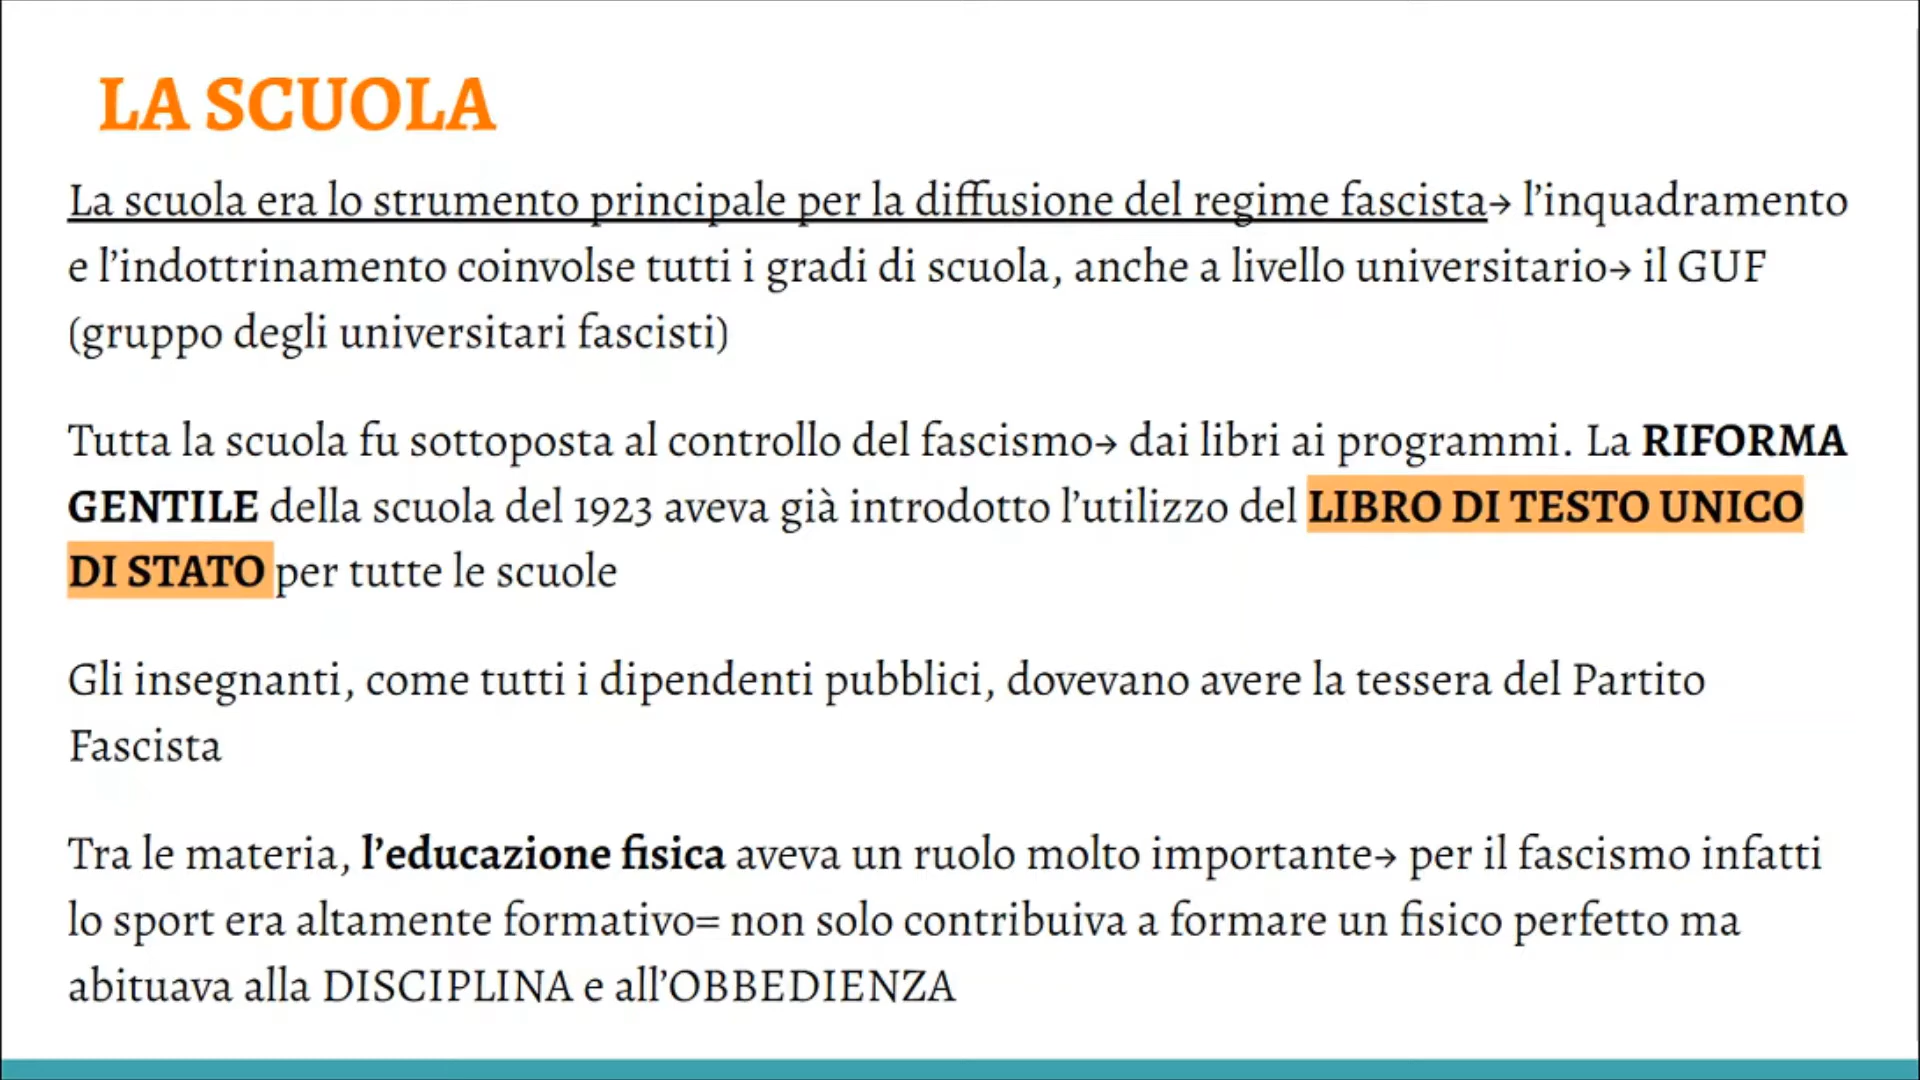 LA SCUOLA
La scuola era lo strumento principale per la diffusione del regime fascista→ l’inquadramento
e l’indottrinamento coinvolse tutti i gradi di scuola, anche a livello universitario→ il GUF
(gruppo degli universitari fascisti)
Tutta la scuola fu sottoposta al controllo del fascismo→ dai libri ai programmi. La RIFORMA
GENTILE della scuola del 1923 aveva già introdotto l’utilizzo del LIBRO DI TESTO UNICO
DI STATO per tutte le scuole
Gli insegnanti, come tutti i dipendenti pubblici, dovevano avere la tessera del Partito
Fascista
Tra le materia, l’educazione fisica aveva un ruolo molto importante→ per il fascismo infatti
lo sport era altamente formativo= non solo contribuiva a formare un fisico perfetto ma
abituava alla DISCIPLINA e all’OBBEDIENZA